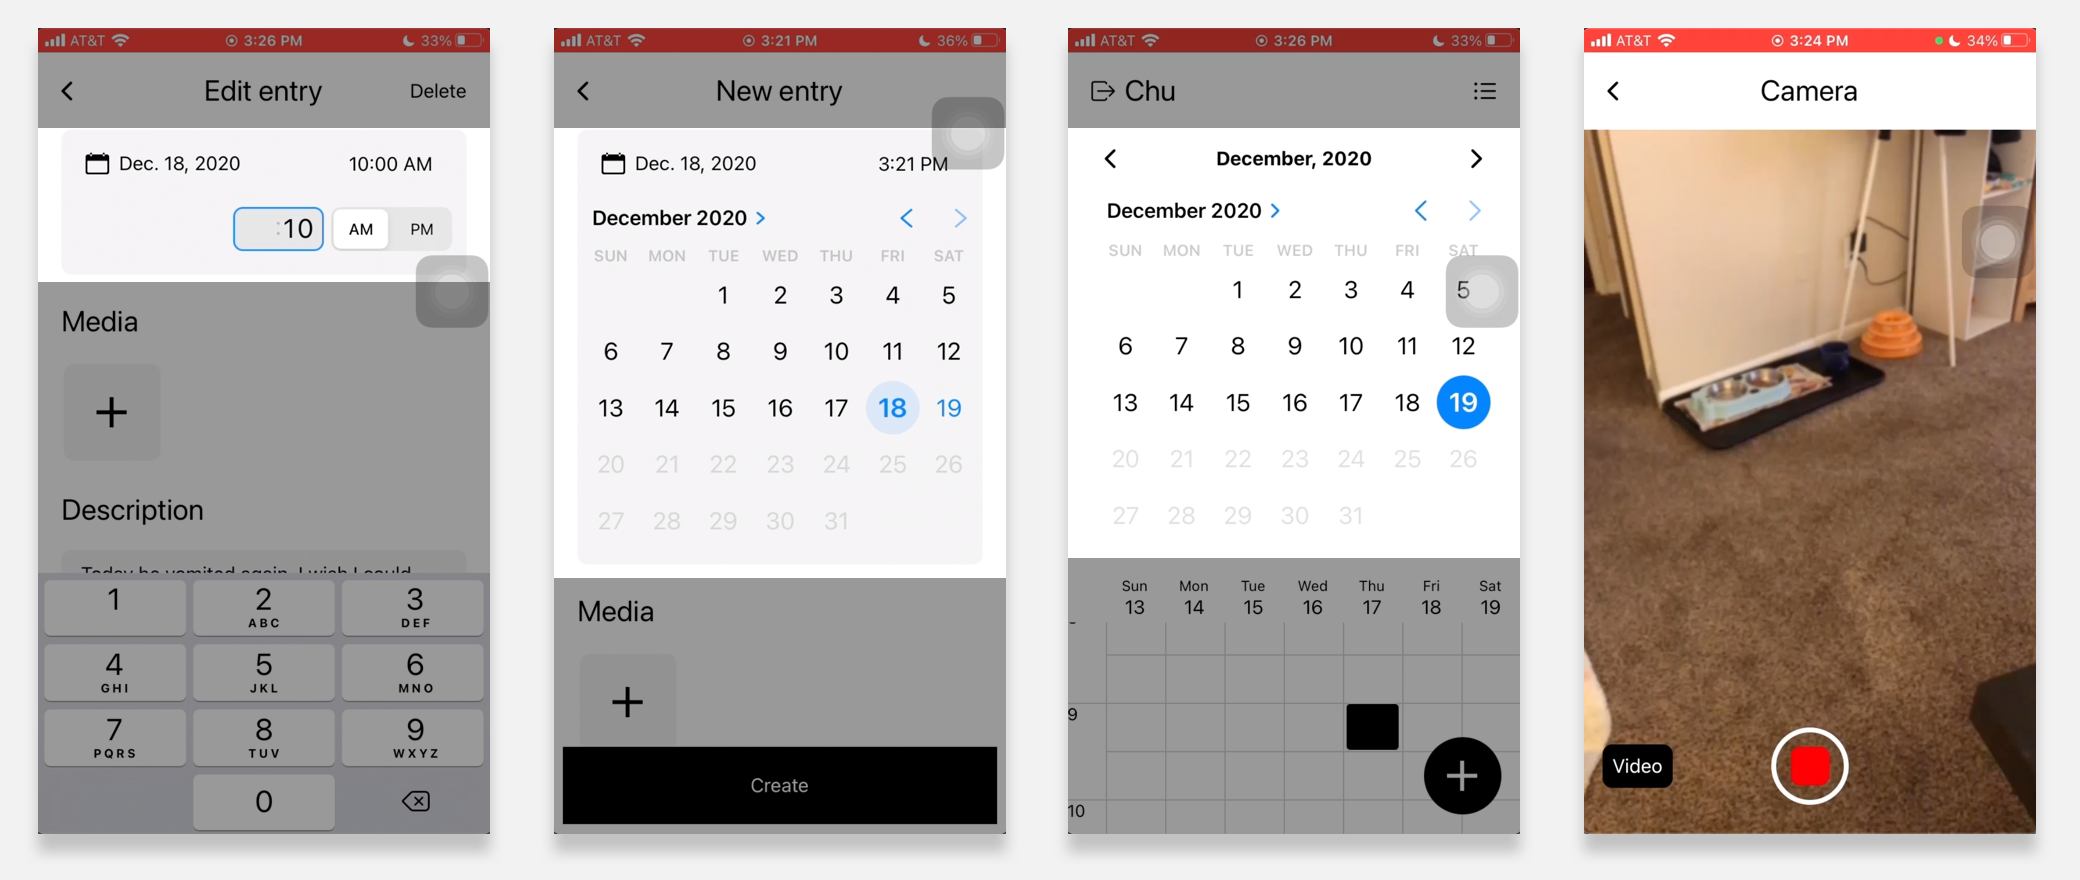 AT&T 3:26 PM 33%
Edit entry Delete
Dec. 18, 2020 10:00 AM
:10 AM PM
Media
+
Description
Today he vomited again. I wish I could
1 2 3
ABC DEF
4 5 6
GHI JKL MNO
7 8 9
PQRS TUV WXYZ
0
AT&T 3:21 PM 36%
New entry
Dec. 18, 2020 3:21 PM
December 2020
SUN MON TUE WED THU FRI SAT
1 2 3 4 5
6 7 8 9 10 11 12
13 14 15 16 17 18 19
20 21 22 23 24 25 26
27 28 29 30 31
Media
+
Create
AT&T 3:26 PM 33%
Chu
December, 2020
December 2020
SUN MON TUE WED THU FRI SAT
1 2 3 4 5
6 7 8 9 10 11 12
13 14 15 16 17 18 19
20 21 22 23 24 25 26
27 28 29 30 31
Sun Mon Tue Wed Thu Fri Sat
13 14 15 16 17 18 19
9
10
+
AT&T 3:24 PM 34%
Camera
Video